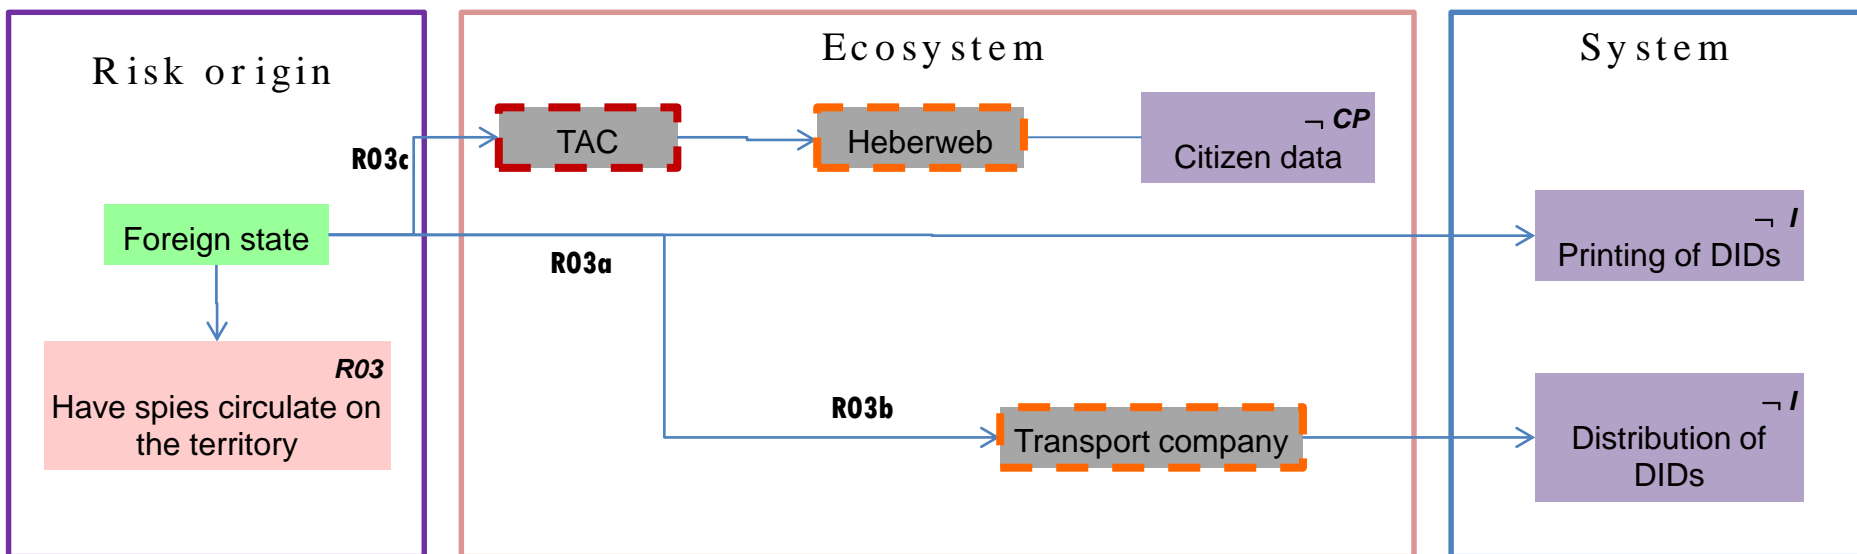 Risk origin
Ecosystem
System
R03c
TAC
Heberweb
¬ CP
Citizen data
Foreign state
R03a
¬ I
Printing of DIDs
R03
Have spies circulate on
the territory
R03b
Transport company
¬ I
Distribution of
DIDs